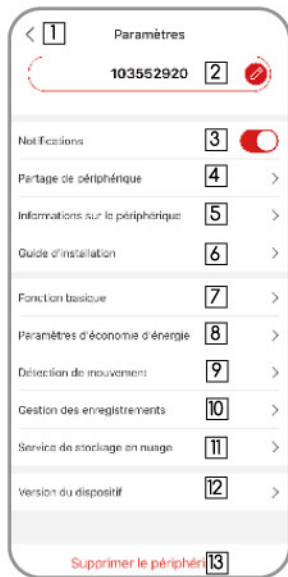 < 1 Paramètres
103552920 2
Notifications 3
Partage de périphérique 4 >
Informations sur le périphérique 5 >
Guide d'installation 6 >
Fonction basique 7 >
Paramètres d'économie d'énergie 8 >
Détection de mouvement 9 >
Gestion des enregistrements 10 >
Service de stockage en nuage 11 >
Version du dispositif 12 >
Supprimer le périphéri 13